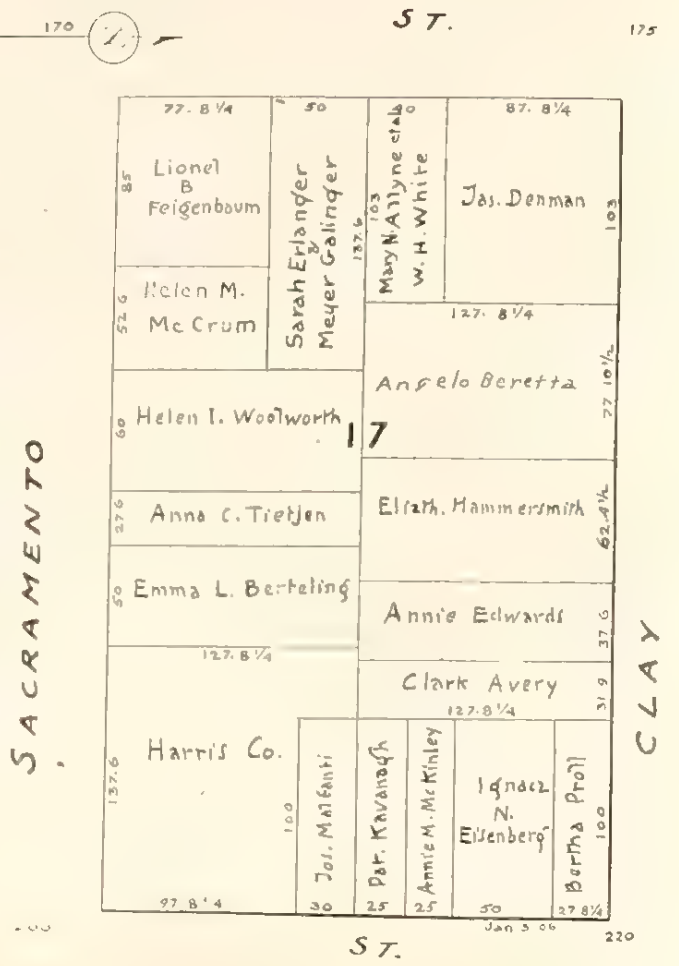 170
ST.
175
77. 8 1/4
50
40
87. 8 1/4
85
Lionel
B
Feigenbaum
Sarah Erlanger
&
Meyer Galinger
137.6
103
Mary N. Allyne etal
W. H. White
Jas. Denman
103
52 6
Helen M.
McCrum
127. 8 1/4
Angelo Beretta
77 10 1/2
60
Helen I. Woolworth
17
27 6
Anna C. Tietjen
Elizth. Hammersmith
62.4 1/2
50
Emma L. Berteling
Annie Edwards
37 6
127. 8 1/4
Clark Avery
31 9
127.8 1/4
SACRAMENTO
CLAY
137.6
Harris Co.
100
Jos. Malfanti
Pat. Kavanagh
Annie M. McKinley
Ignacz
N.
Eisenberg
Bertha Proll
100
97 8 1/4
30
25
25
50
27 8 1/4
Jan 5 06
220
ST.